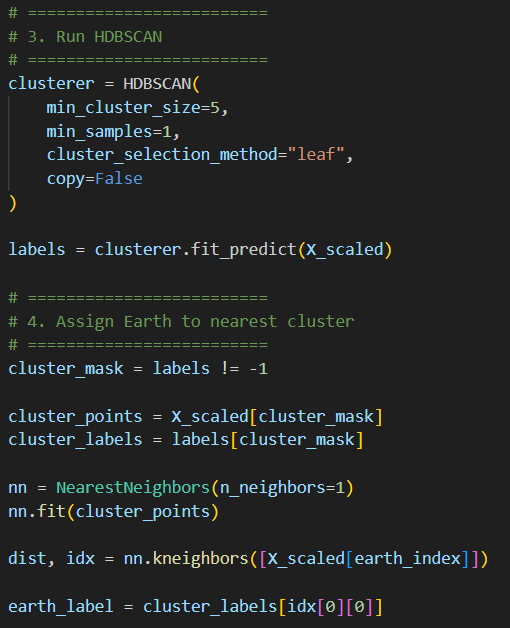 # =========================
# 3. Run HDBSCAN
# =========================
clusterer = HDBSCAN(
    min_cluster_size=5,
    min_samples=1,
    cluster_selection_method="leaf",
    copy=False
)
labels = clusterer.fit_predict(X_scaled)
# =========================
# 4. Assign Earth to nearest cluster
# =========================
cluster_mask = labels != -1
cluster_points = X_scaled[cluster_mask]
cluster_labels = labels[cluster_mask]
nn = NearestNeighbors(n_neighbors=1)
nn.fit(cluster_points)
dist, idx = nn.kneighbors([X_scaled[earth_index]])
earth_label = cluster_labels[idx[0][0]]